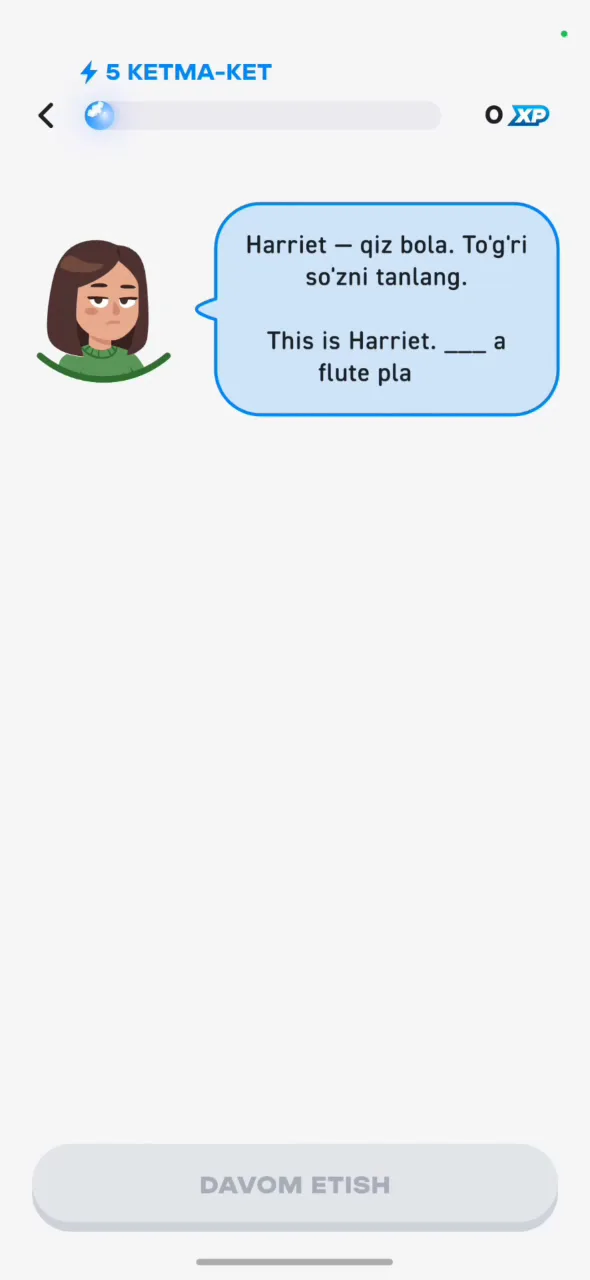 5 KETMA-KET
0 XP
Harriet – qiz bola. To'g'ri
so'zni tanlang.
This is Harriet. ___ a
flute pla
DAVOM ETISH